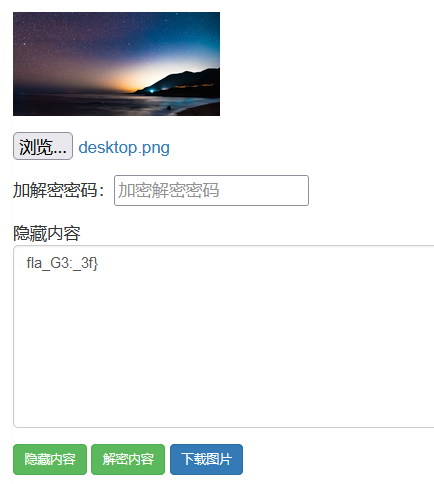 浏览... desktop.png
加解密密码： 加密解密密码
隐藏内容
fla_G3:_3f}
隐藏内容 解密内容 下载图片